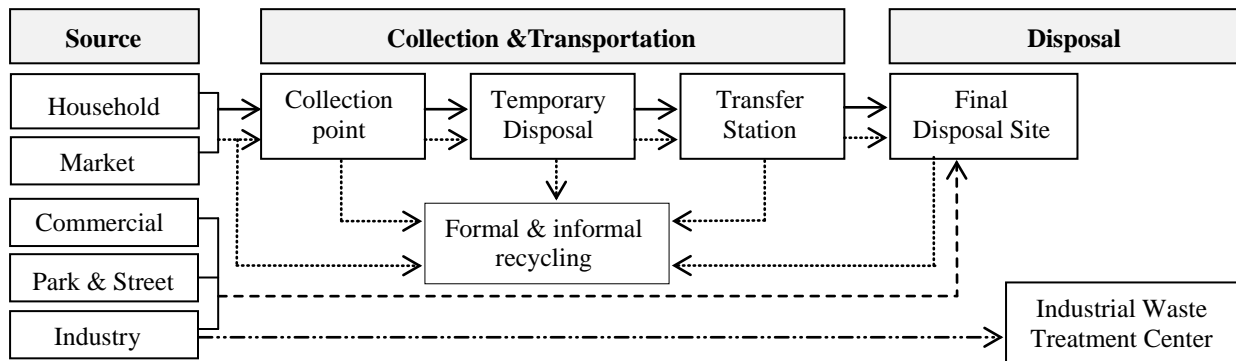 Source
Collection &Transportation
Disposal
Household
Market
Commercial
Park & Street
Industry
Collection
point
Temporary
Disposal
Transfer
Station
Final
Disposal Site
Formal & informal
recycling
Industrial Waste
Treatment Center